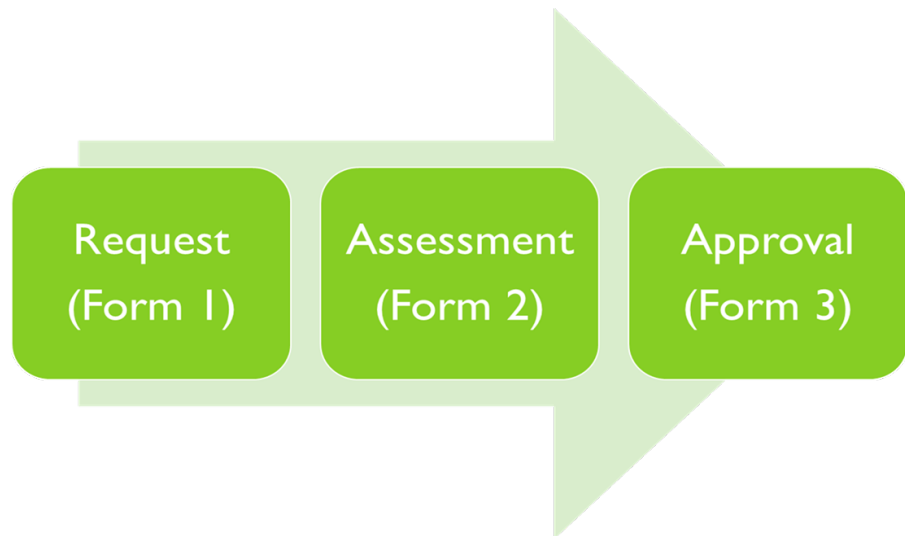 Request
(Form 1)
Assessment
(Form 2)
Approval
(Form 3)